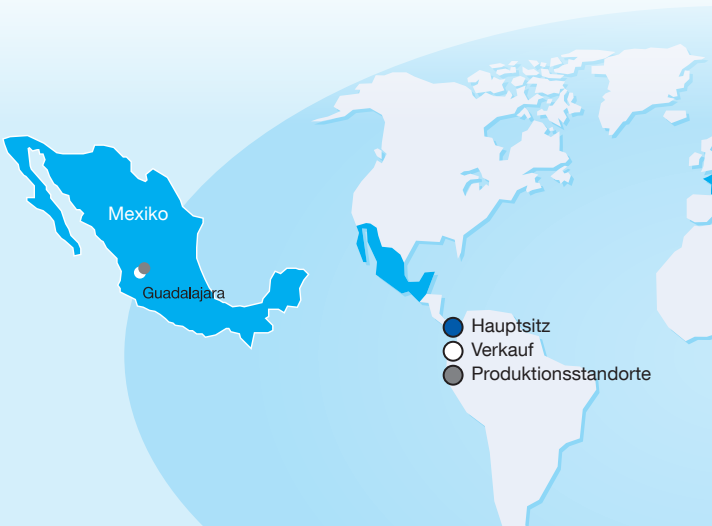 Mexiko
Guadalajara
Hauptsitz
Verkauf
Produktionsstandorte